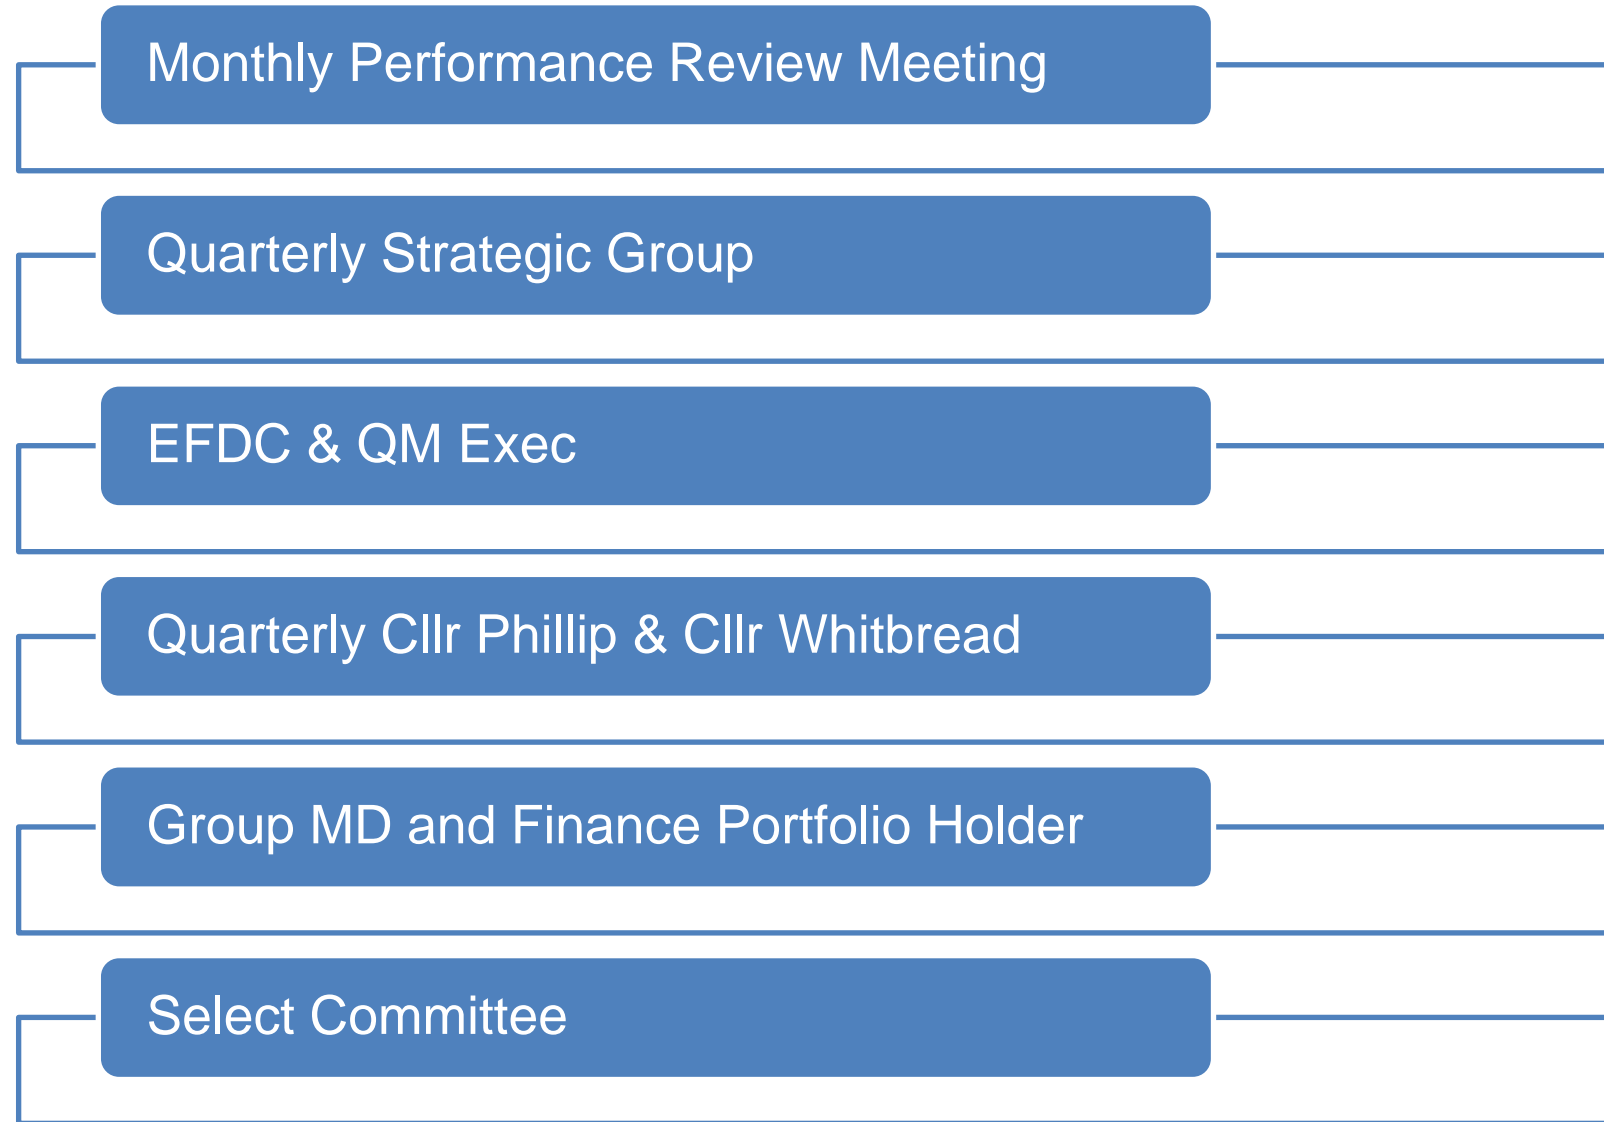 Monthly Performance Review Meeting
Quarterly Strategic Group
EFDC & QM Exec
Quarterly Cllr Phillip & Cllr Whitbread
Group MD and Finance Portfolio Holder
Select Committee